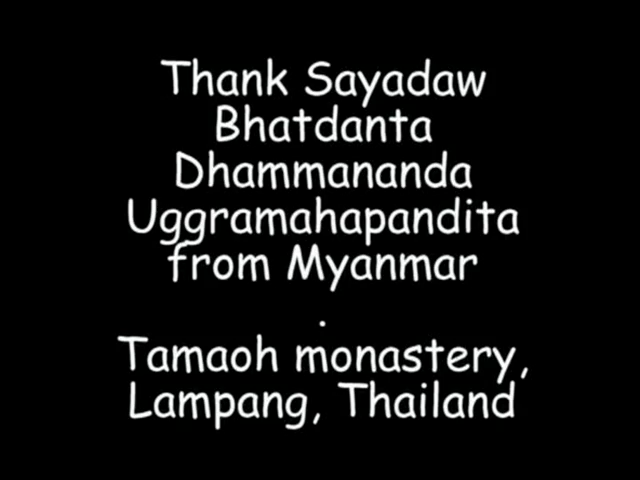 Thank Sayadaw
Bhatdanta
Dhammananda
Uggramahapandita
from Myanmar
.
Tamaoh monastery,
Lampang, Thailand